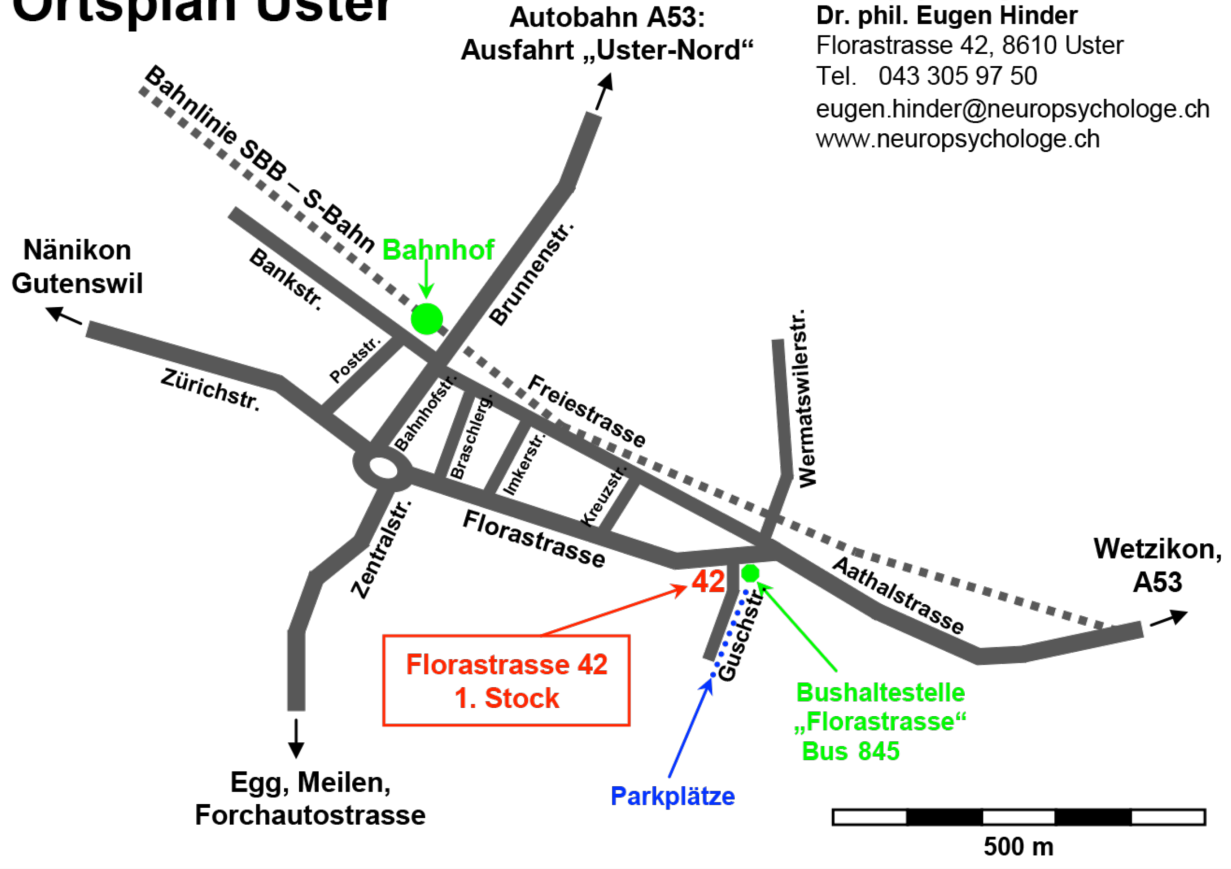 Ortsplan Uster
Autobahn A53:
Ausfahrt „Uster-Nord“
Dr. phil. Eugen Hinder
Florastrasse 42, 8610 Uster
Tel. 043 305 97 50
eugen.hinder@neuropsychologe.ch
www.neuropsychologe.ch
Bahnlinie SBB – S-Bahn
Bahnhof
Nänikon
Gutenswil
Bankstr.
Brunnenstr.
Poststr.
Zürichstr.
Bahnhofstr.
Braschlerg.
Imkerstr.
Kreuzstr.
Freiestrasse
Wermatswilerstr.
Florastrasse
Zentralstr.
Wetzikon,
A53
Aathalstrasse
42
Guschstr.
Florastrasse 42
1. Stock
Bushaltestelle
„Florastrasse“
Bus 845
Parkplätze
Egg, Meilen,
Forchautostrasse
500 m